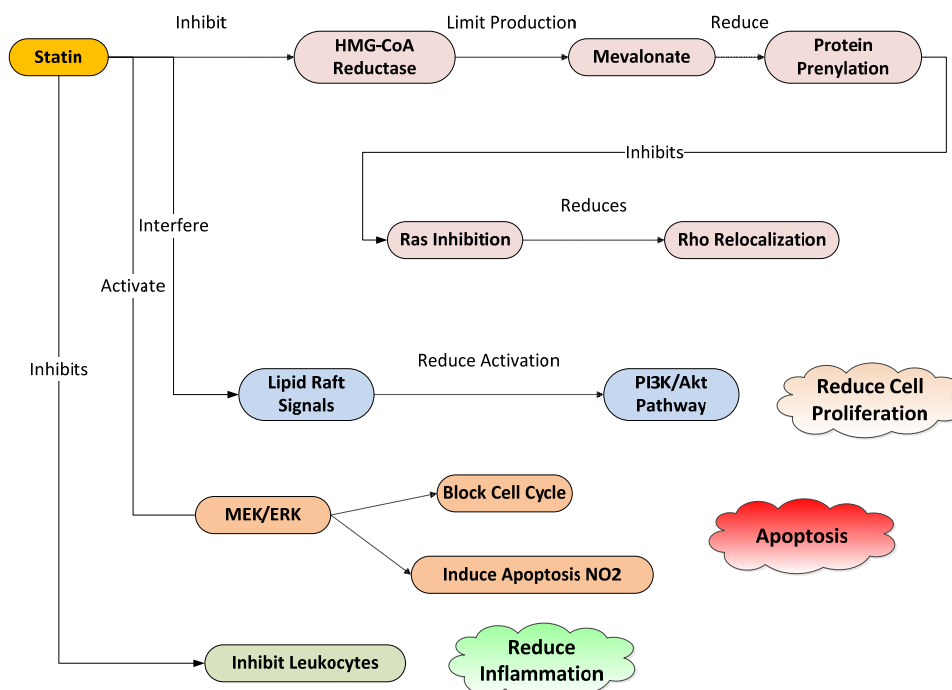 Inhibit
Limit Production
Reduce
Statin
HMG-CoA
Reductase
Mevalonate
Protein
Prenylation
Inhibits
Interfere
Reduces
Ras Inhibition
Rho Relocalization
Activate
Inhibits
Reduce Activation
Lipid Raft
Signals
PI3K/Akt
Pathway
Reduce Cell
Proliferation
Block Cell Cycle
MEK/ERK
Apoptosis
Induce Apoptosis NO2
Inhibit Leukocytes
Reduce
Inflammation